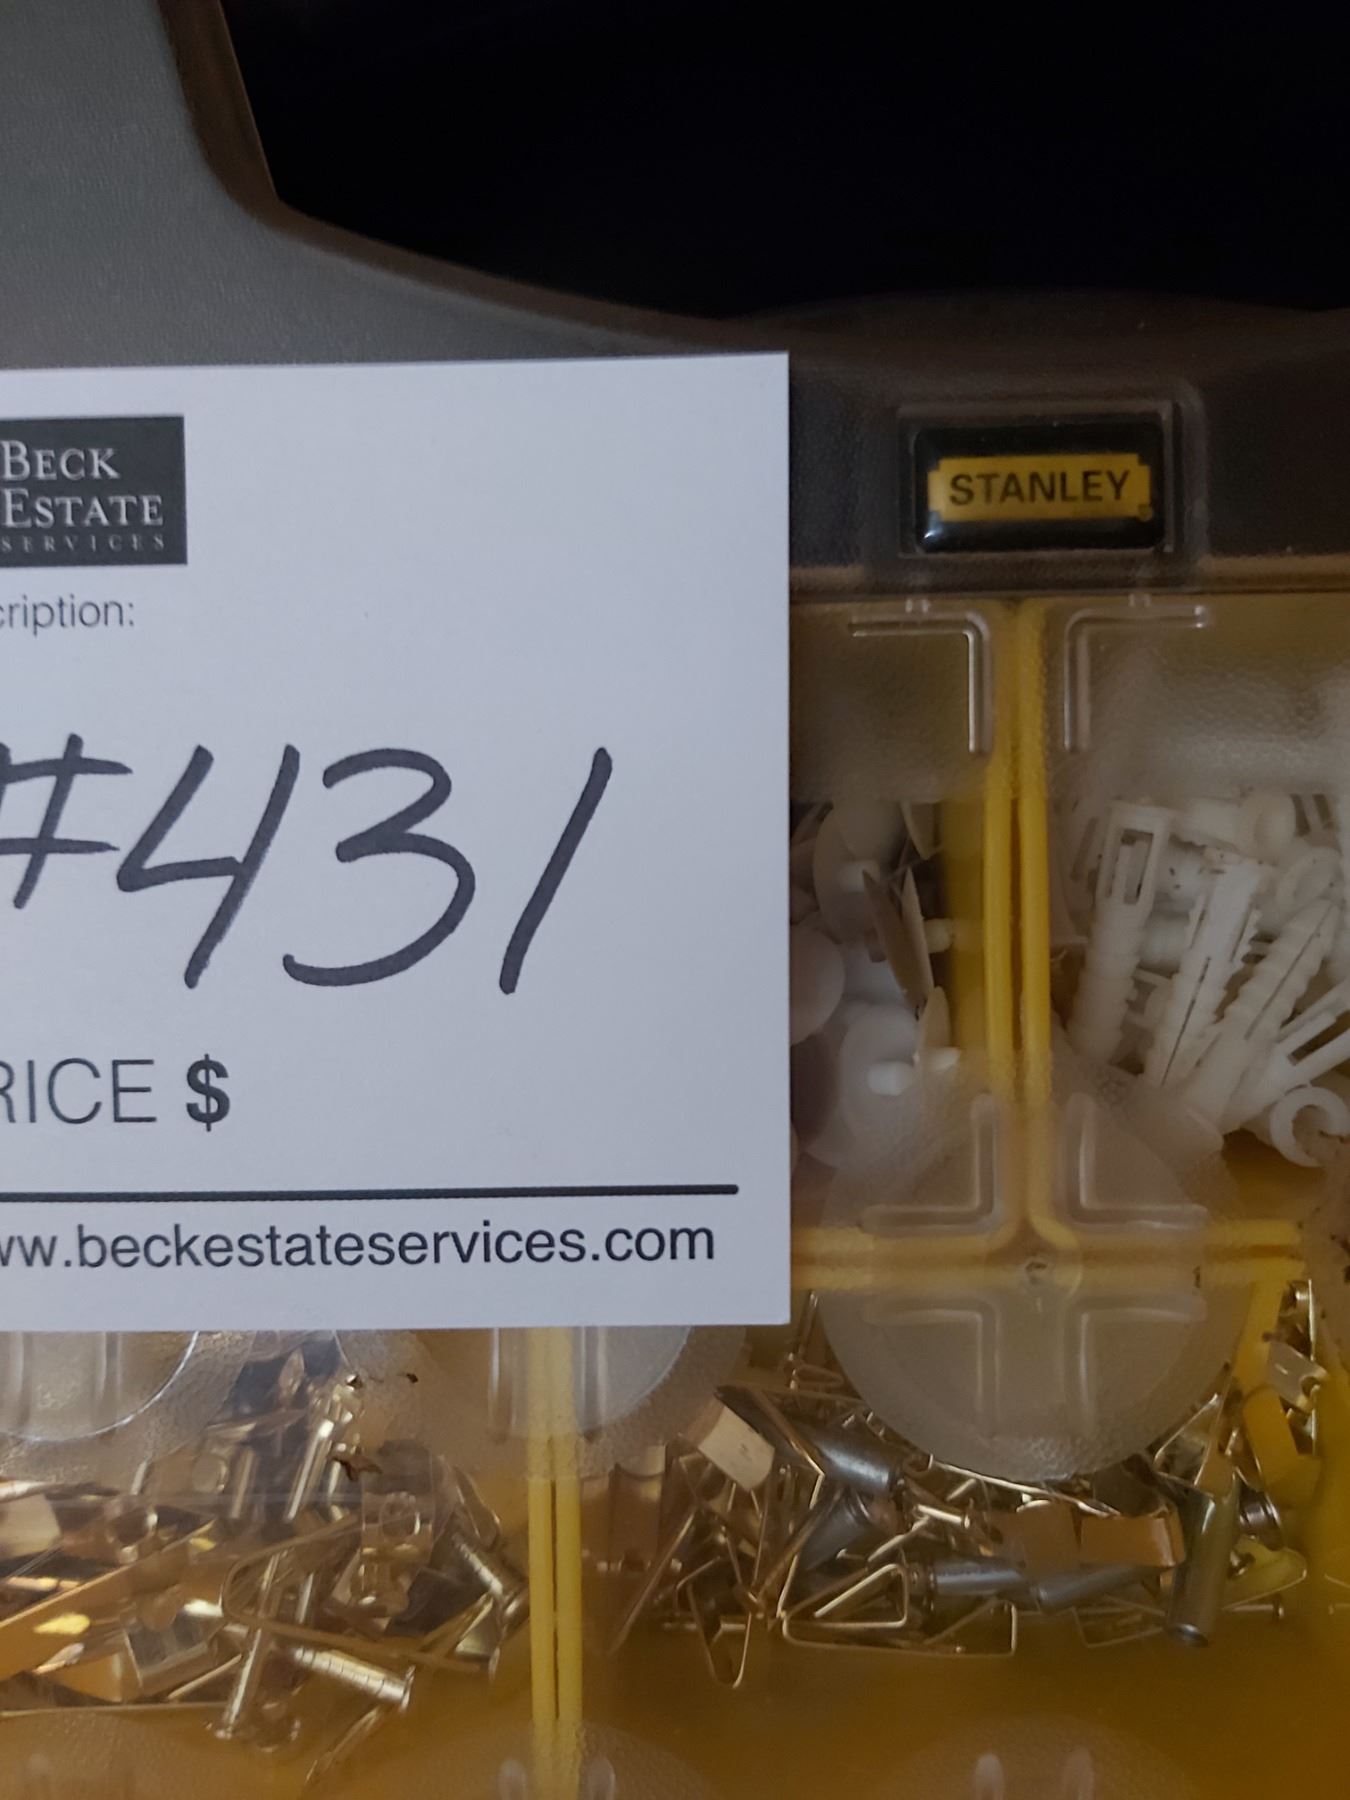 BECK
ESTATE
SERVICES
STANLEY
cription:
#431
RICE $
ww.beckestateservices.com